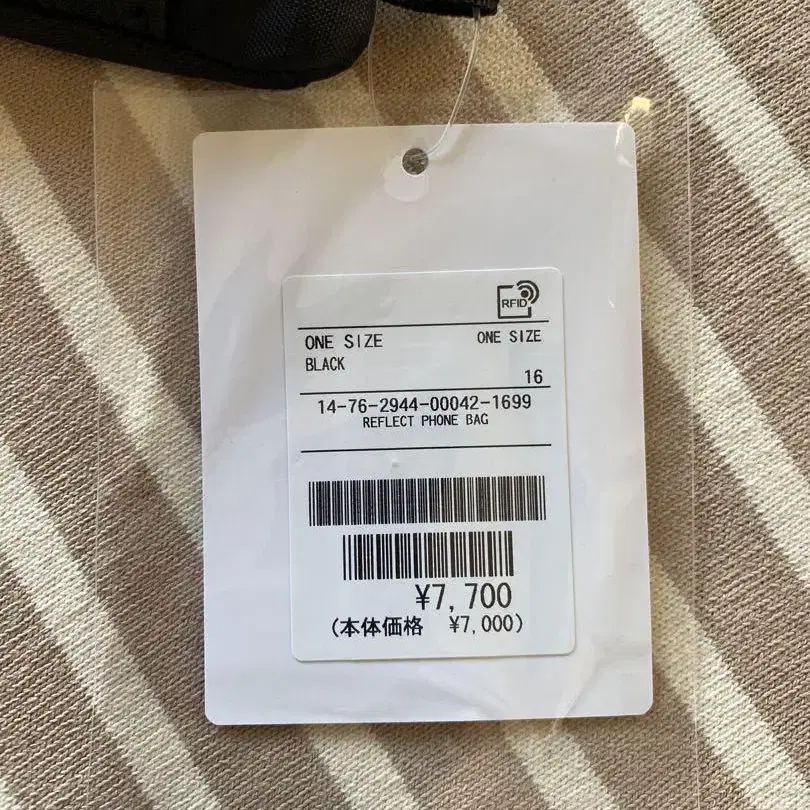 RFID
ONE SIZE ONE SIZE
BLACK
16
14-76-2944-00042-1699
REFLECT PHONE BAG
¥7,700
(本体価格 ¥7,000)